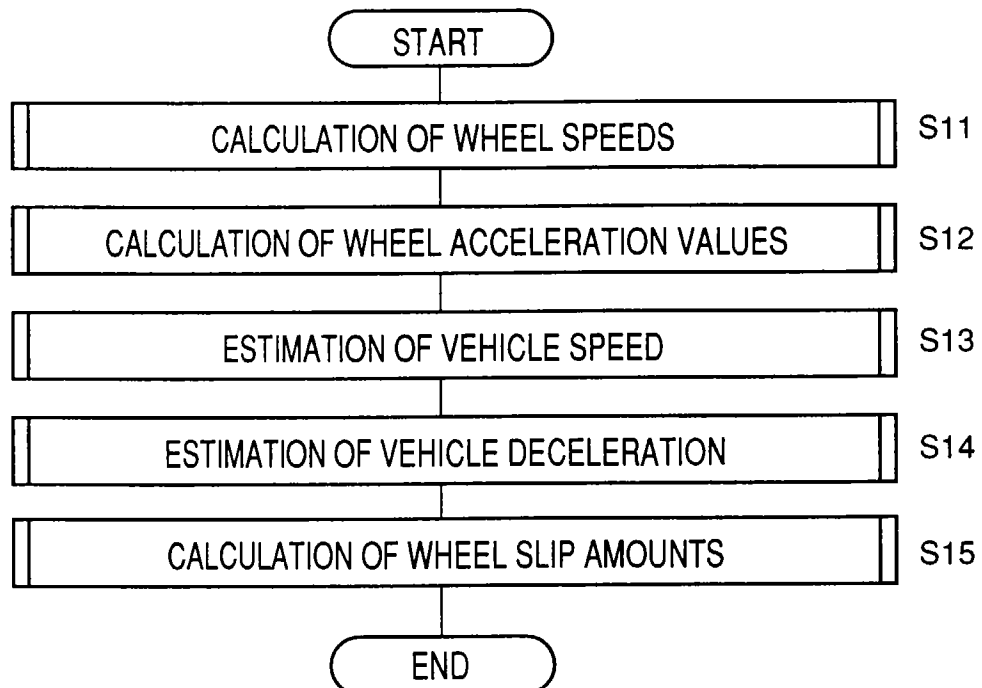 START
CALCULATION OF WHEEL SPEEDS S11
CALCULATION OF WHEEL ACCELERATION VALUES S12
ESTIMATION OF VEHICLE SPEED S13
ESTIMATION OF VEHICLE DECELERATION S14
CALCULATION OF WHEEL SLIP AMOUNTS S15
END